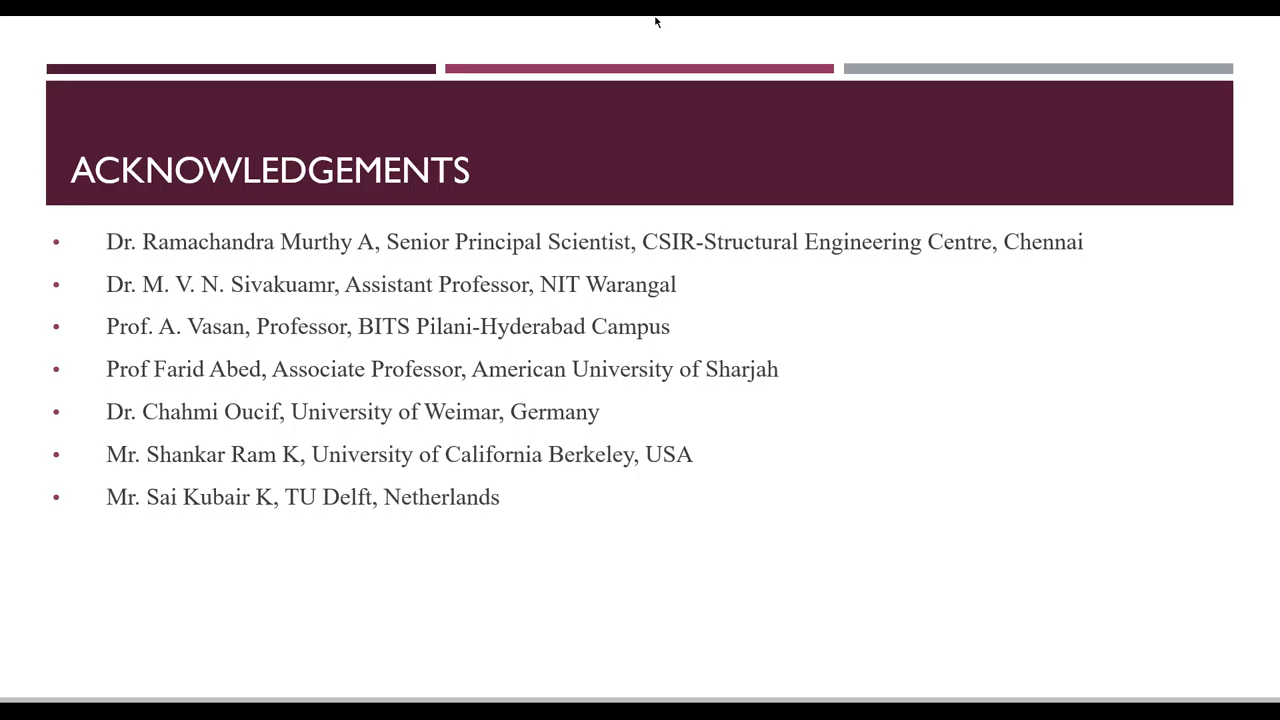 ACKNOWLEDGEMENTS
• Dr. Ramachandra Murthy A, Senior Principal Scientist, CSIR-Structural Engineering Centre, Chennai
• Dr. M. V. N. Sivakuamr, Assistant Professor, NIT Warangal
• Prof. A. Vasan, Professor, BITS Pilani-Hyderabad Campus
• Prof Farid Abed, Associate Professor, American University of Sharjah
• Dr. Chahmi Oucif, University of Weimar, Germany
• Mr. Shankar Ram K, University of California Berkeley, USA
• Mr. Sai Kubair K, TU Delft, Netherlands